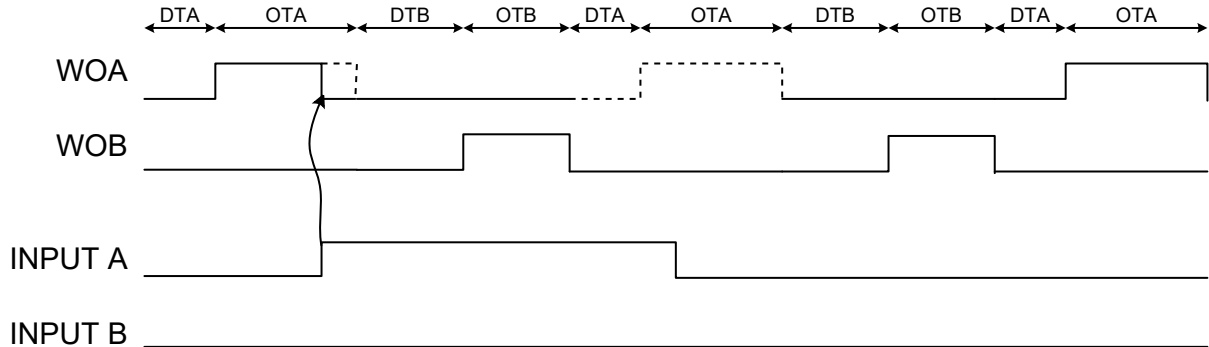 DTA OTA DTB OTB DTA OTA DTB OTB DTA OTA
WOA
WOB
INPUT A
INPUT B